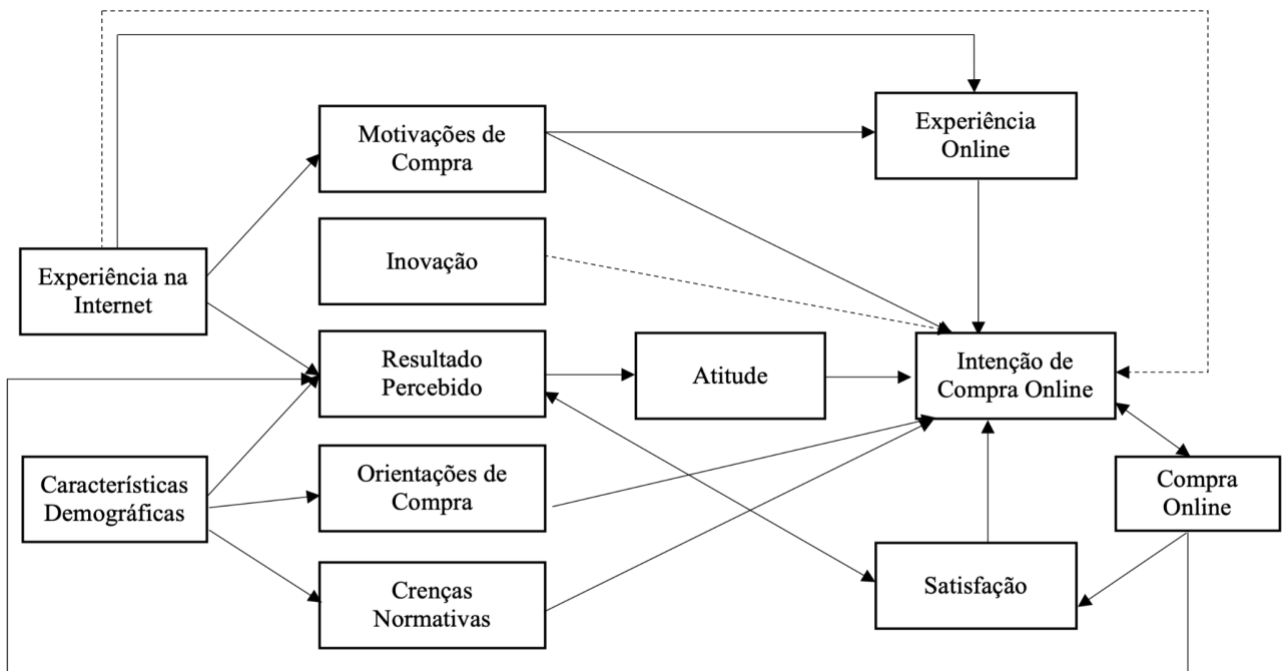 Motivações de
Compra
Experiência
Online
Inovação
Experiência na
Internet
Resultado
Percebido
Atitude
Intenção de
Compra Online
Características
Demográficas
Orientações de
Compra
Compra
Online
Crenças
Normativas
Satisfação